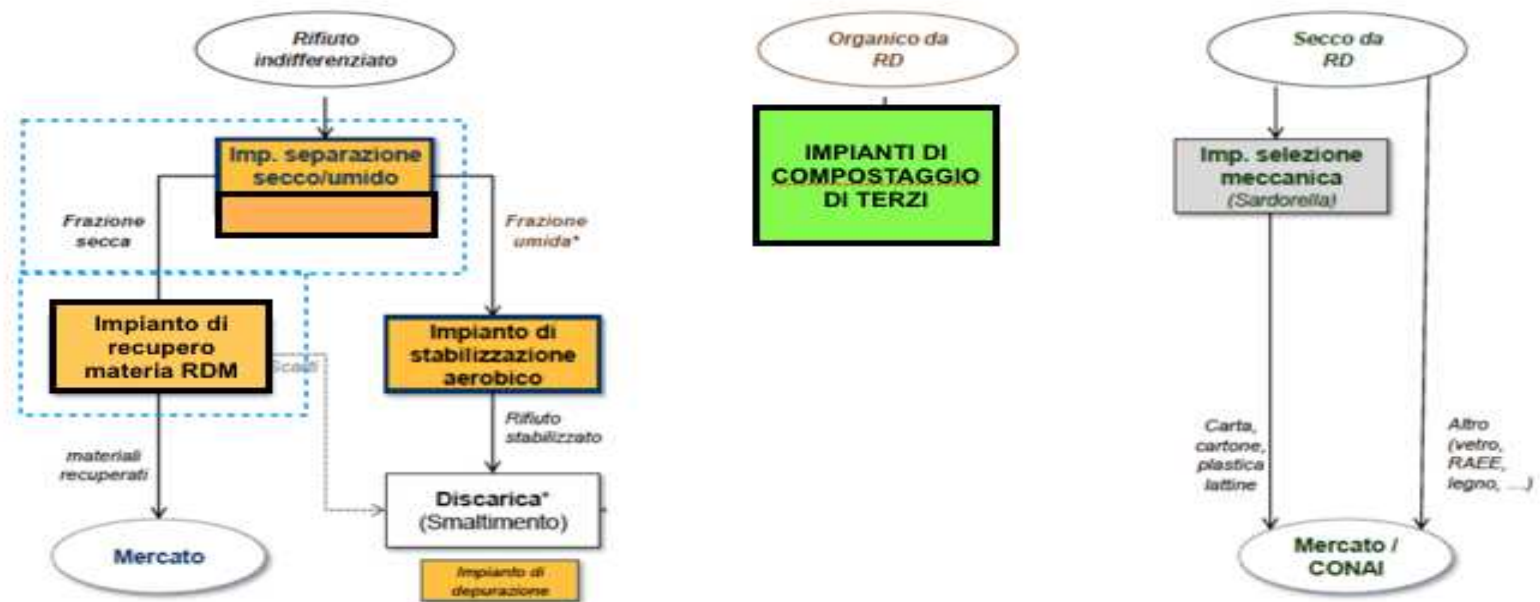 Rifiuto
indifferenziato
Imp. separazione
secco/umido
Frazione
secca
Frazione
umida*
Impianto di
recupero
materia RDM
Scarti
Impianto di
stabilizzazione
aerobico
materiali
recuperati
Rifiuto
stabilizzato
Discarica*
(Smaltimento)
Mercato
Impianto di
depurazione
Organico da
RD
IMPIANTI DI
COMPOSTAGGIO
DI TERZI
Secco da
RD
Imp. selezione
meccanica
(Sardorella)
Carta,
cartone,
plastica
lattine
Altro
(vetro,
RAEE,
legno, ...)
Mercato /
CONAI